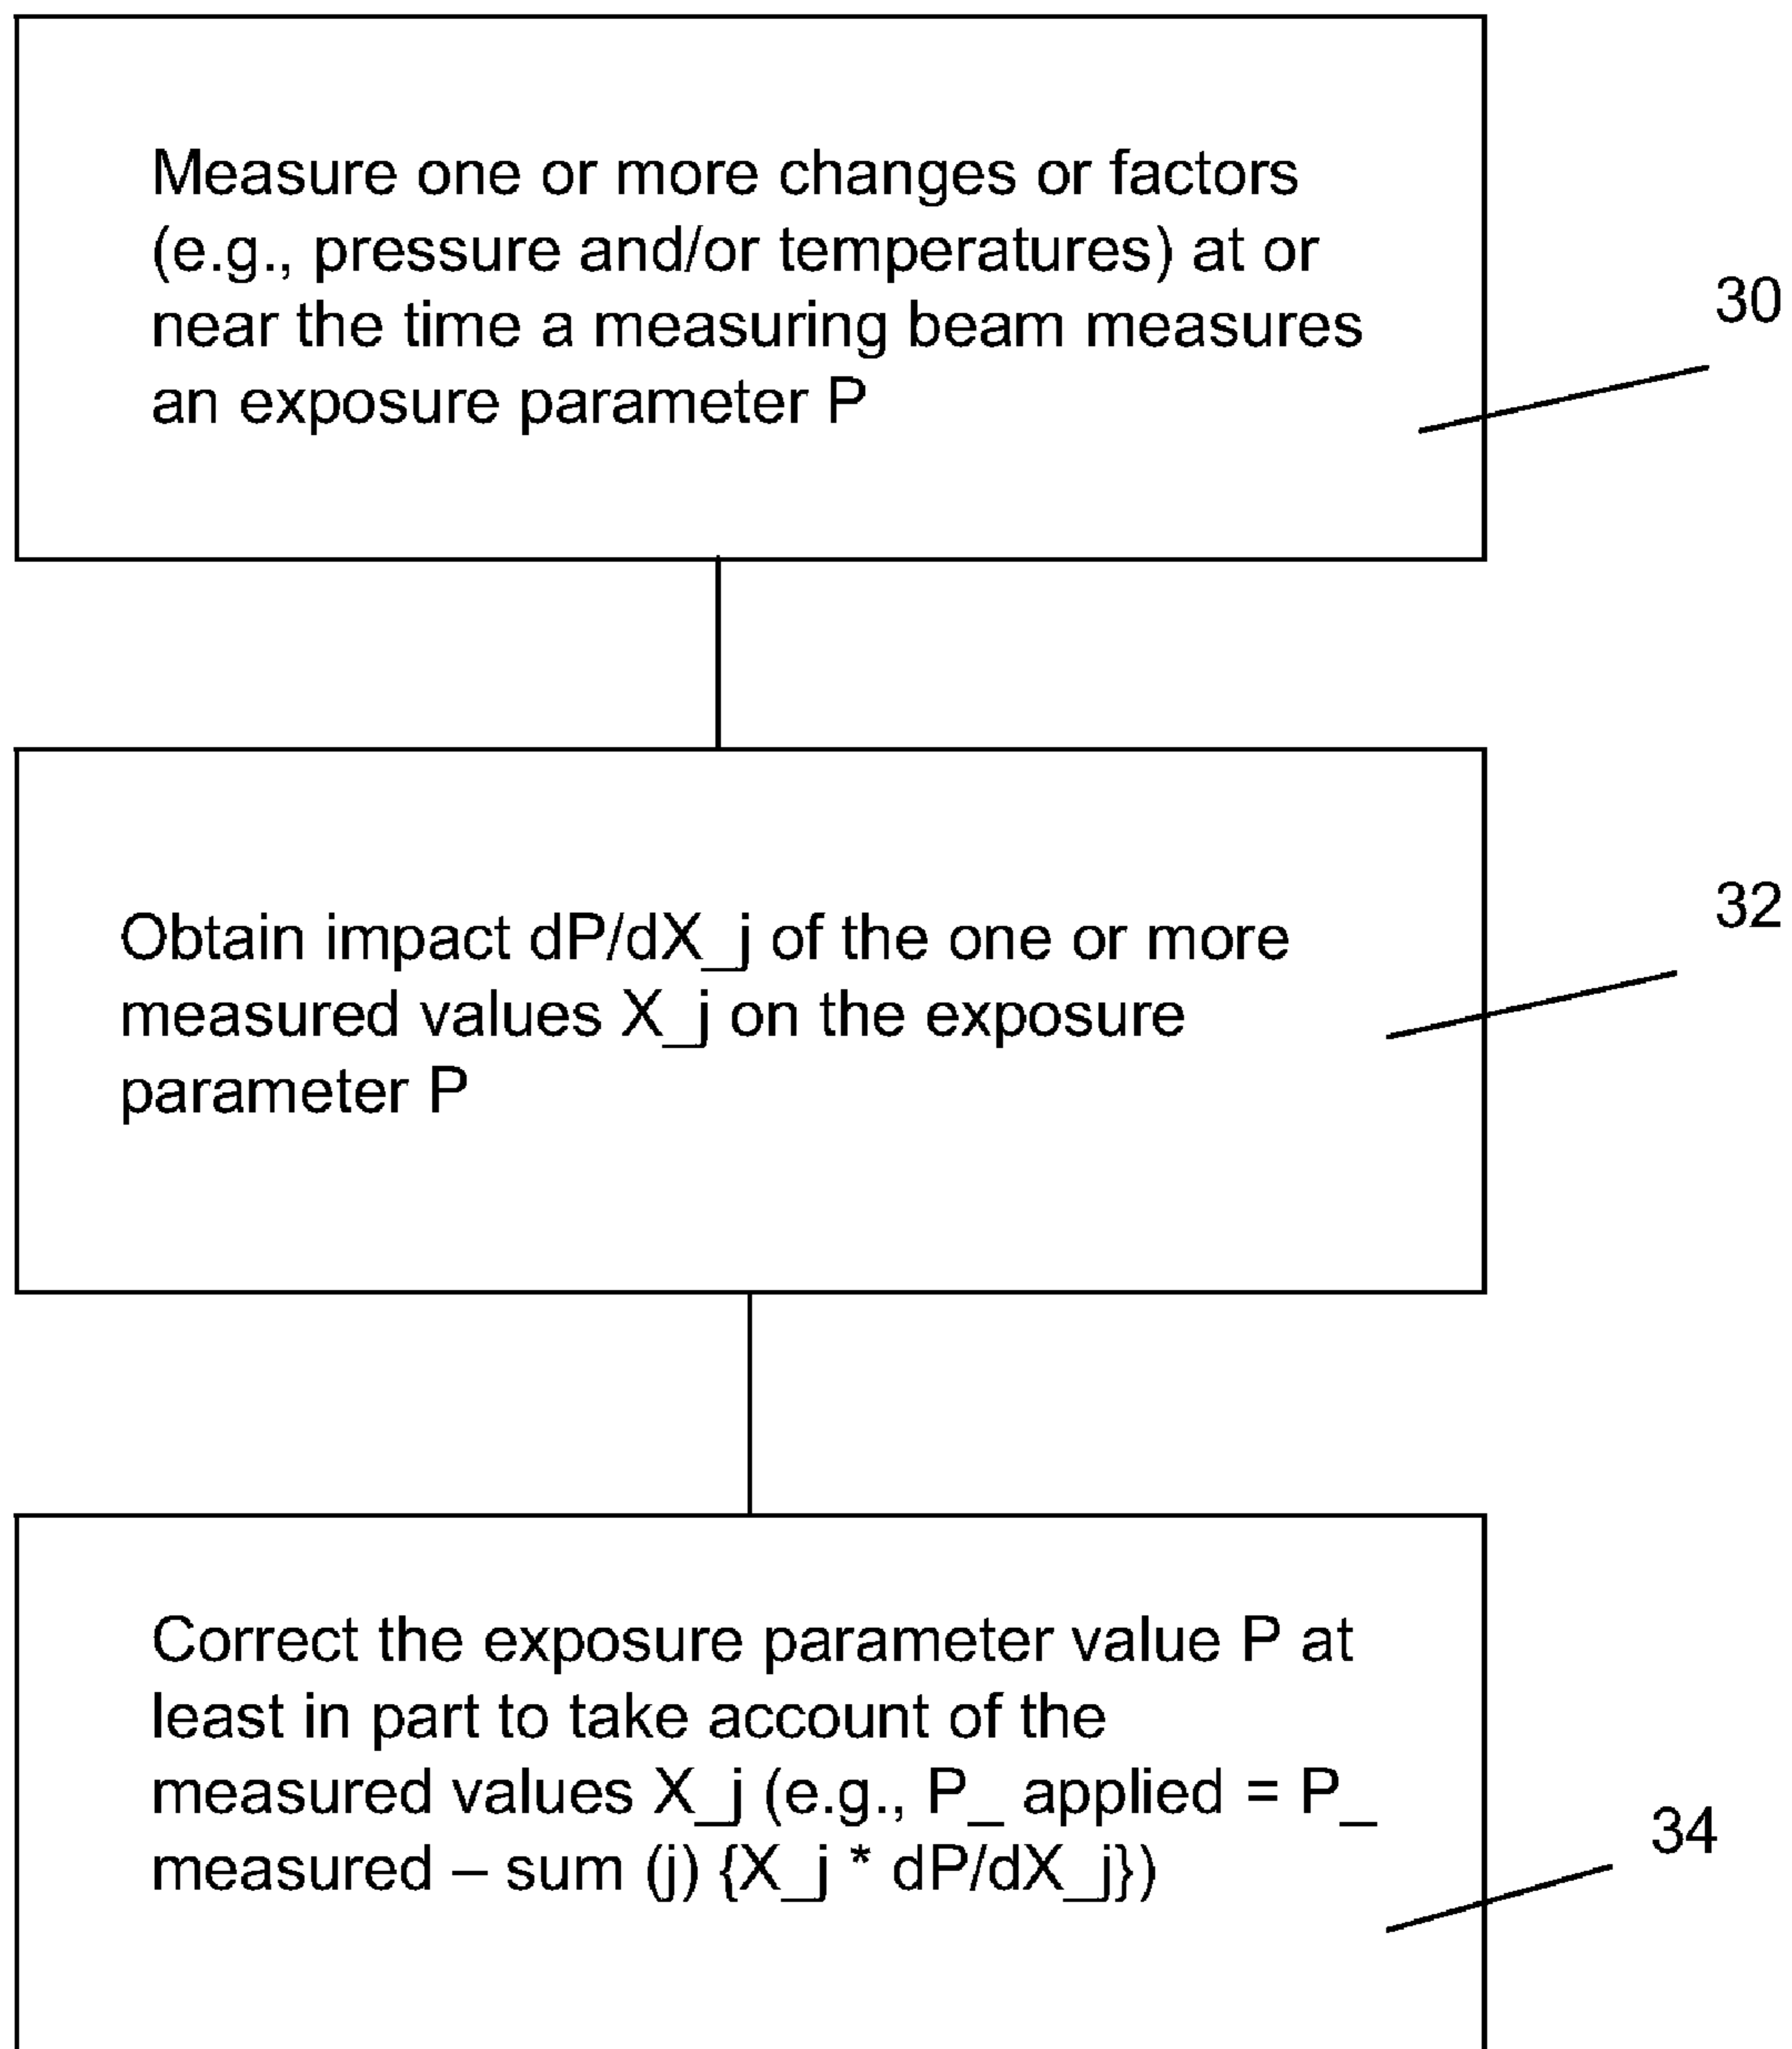 Measure one or more changes or factors
(e.g., pressure and/or temperatures) at or
near the time a measuring beam measures
an exposure parameter P
30
Obtain impact dP/dX_j of the one or more
measured values X_j on the exposure
parameter P
32
Correct the exposure parameter value P at
least in part to take account of the
measured values X_j (e.g., P_ applied = P_
measured – sum (j) {X_j * dP/dX_j})
34